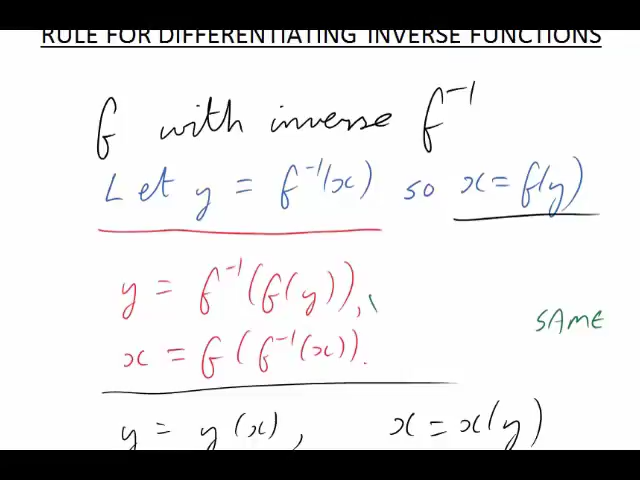 RULE FOR DIFFERENTIATING INVERSE FUNCTIONS
f with inverse f⁻¹
Let y = f⁻¹(x) so x = f(y)
y = f⁻¹(f(y)),
x = f(f⁻¹(x)).
SAME
y = y(x), x = x(y)